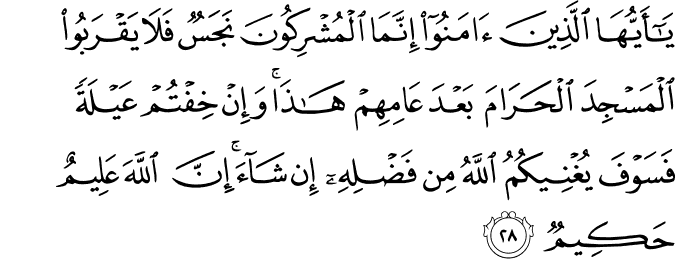 يَـٰٓأَيُّهَا ٱلَّذِينَ ءَامَنُوٓا۟ إِنَّمَا ٱلْمُشْرِكُونَ نَجَسٌ فَلَا يَقْرَبُوا۟
ٱلْمَسْجِدَ ٱلْحَرَامَ بَعْدَ عَامِهِمْ هَـٰذَا ۚ وَإِنْ خِفْتُمْ عَيْلَةً
فَسَوْفَ يُغْنِيكُمُ ٱللَّهُ مِن فَضْلِهِۦٓ إِن شَآءَ ۚ إِنَّ ٱللَّهَ عَلِيمٌ
حَكِيمٌ ٢٨